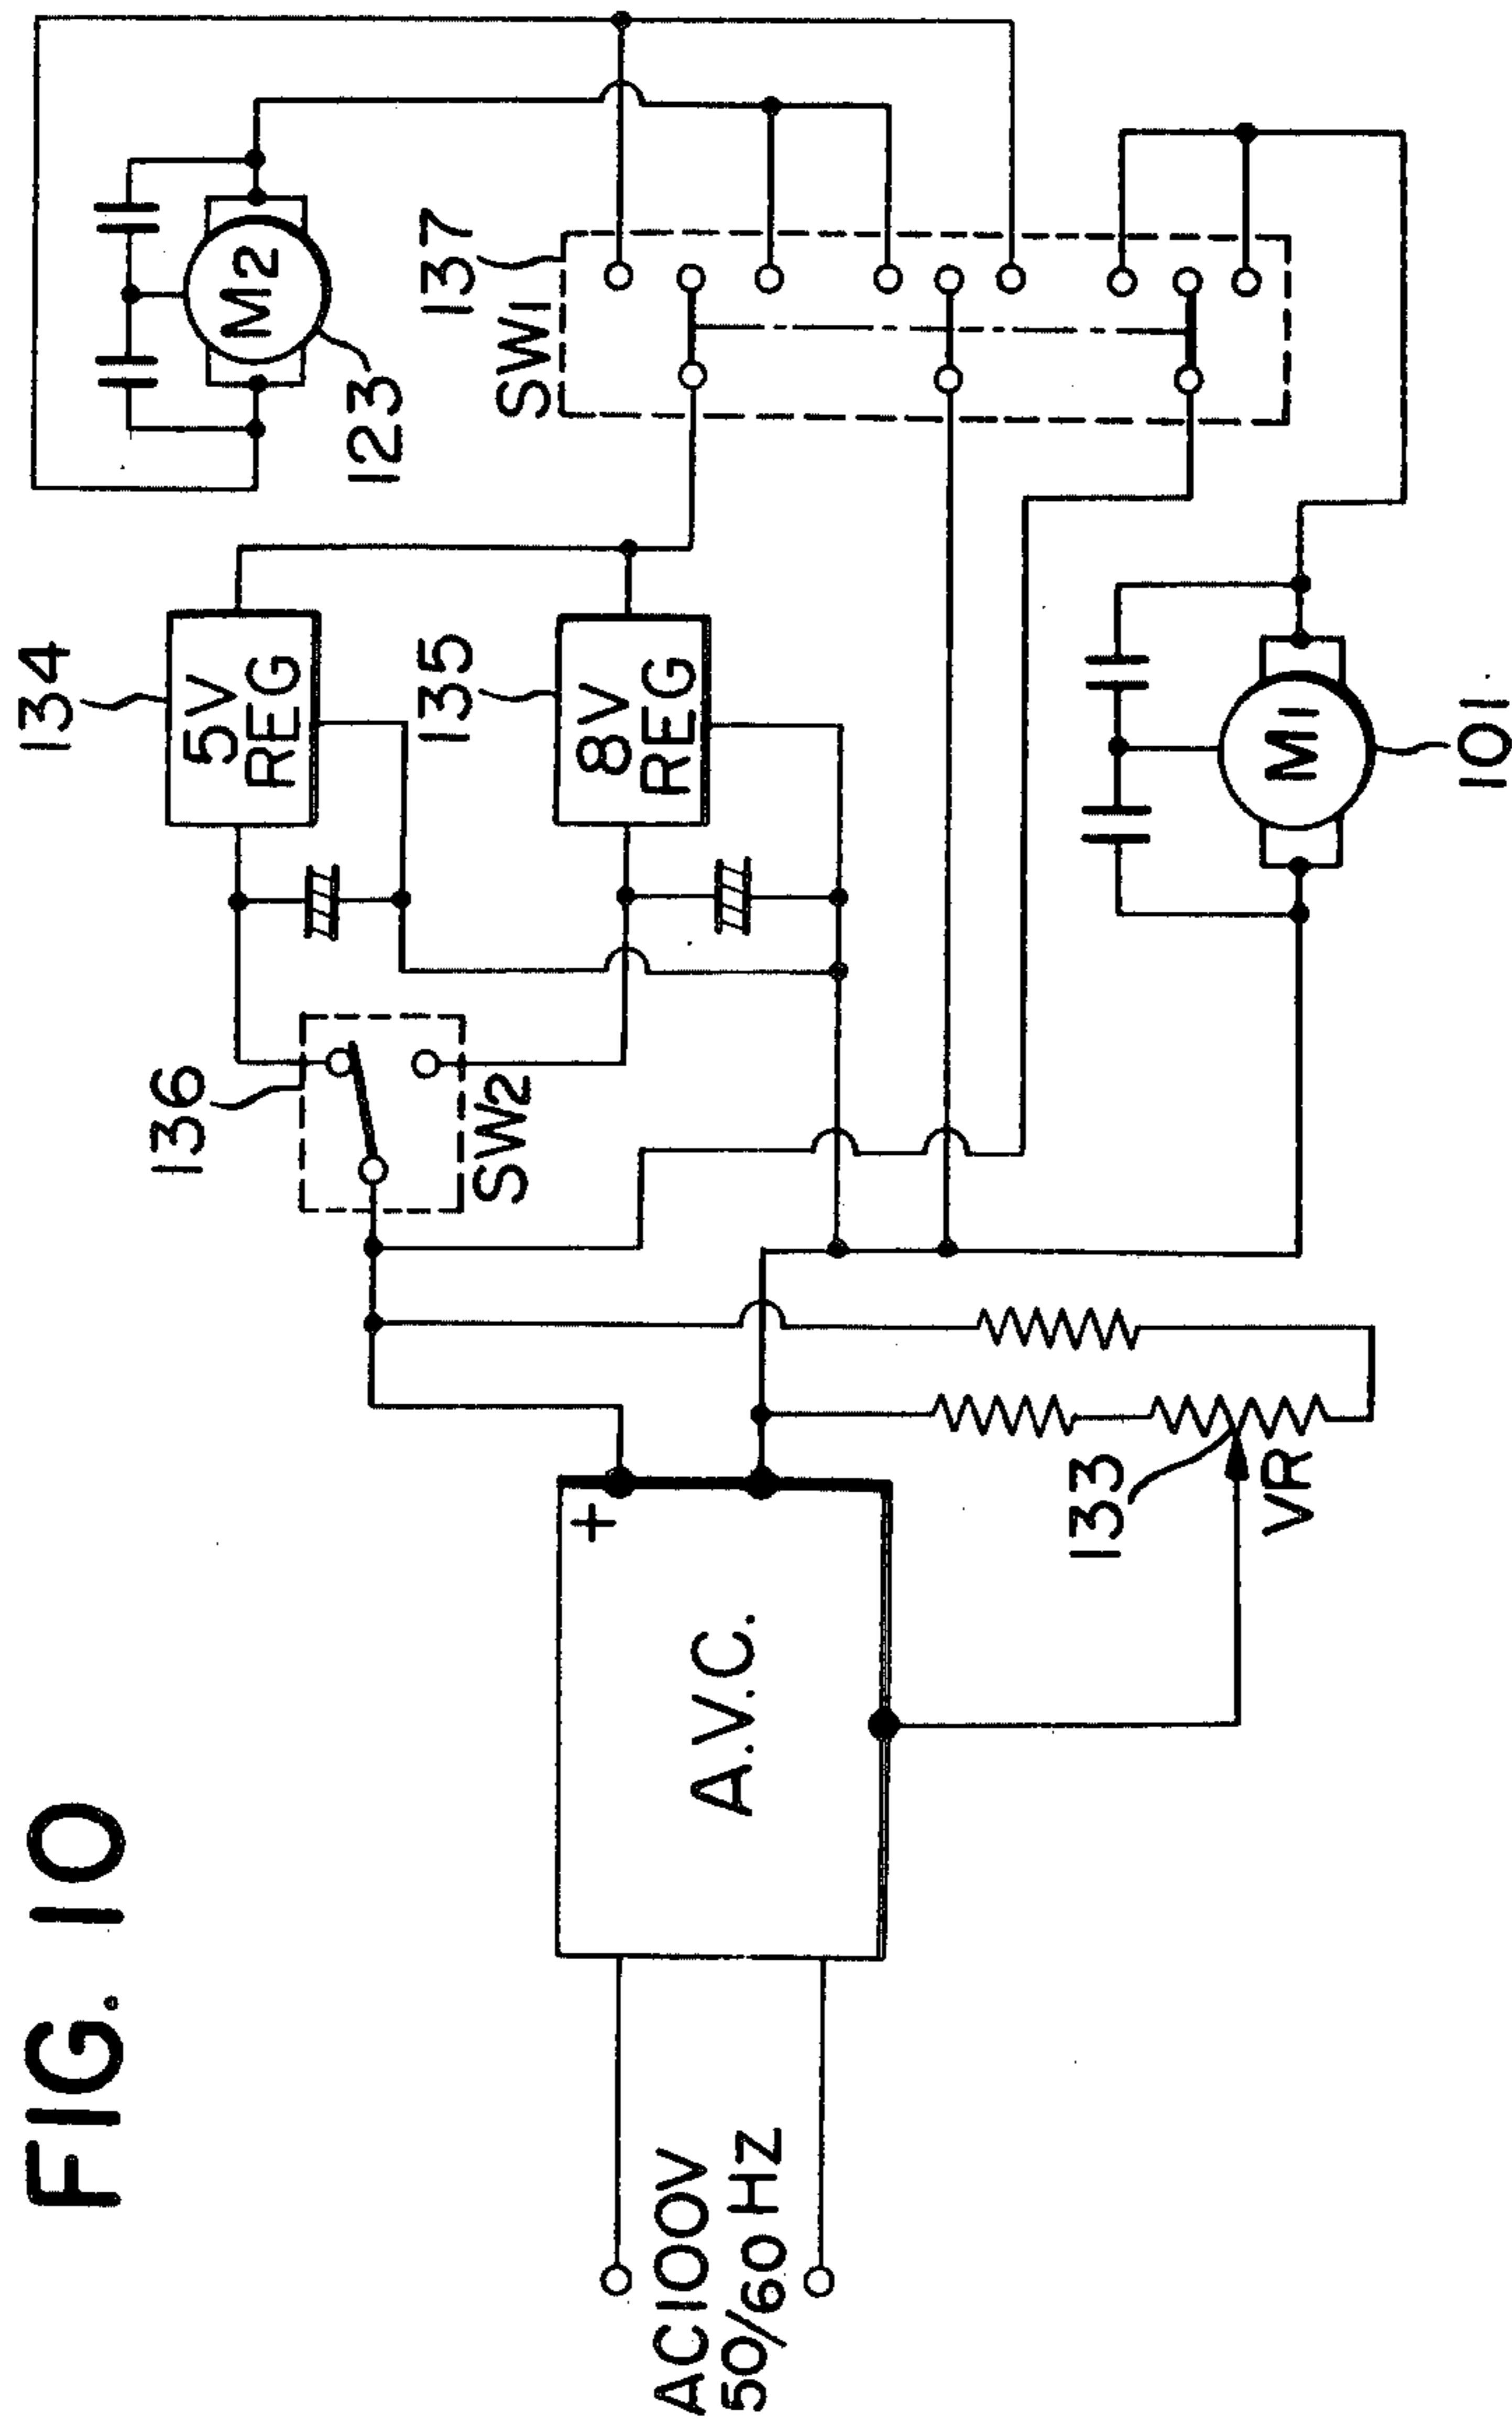 FIG. 10
AC100V
50/60 HZ
A.V.C.
+
133
VR
136
SW2
134
5V
REG
135
8V
REG
M1
101
M2
123
137
SW1